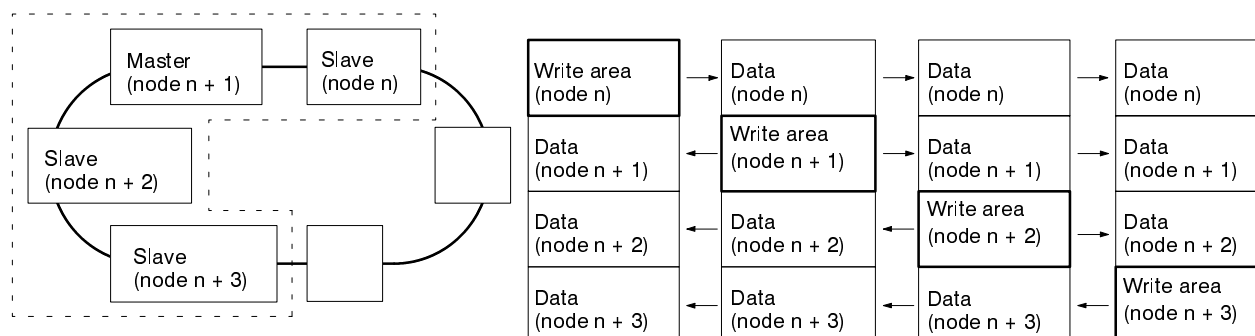 Master
(node n + 1)
Slave
(node n)
Slave
(node n + 2)
Slave
(node n + 3)
Write area
(node n)
Data
(node n)
Data
(node n)
Data
(node n)
Data
(node n + 1)
Write area
(node n + 1)
Data
(node n + 1)
Data
(node n + 1)
Data
(node n + 2)
Data
(node n + 2)
Write area
(node n + 2)
Data
(node n + 2)
Data
(node n + 3)
Data
(node n + 3)
Data
(node n + 3)
Write area
(node n + 3)